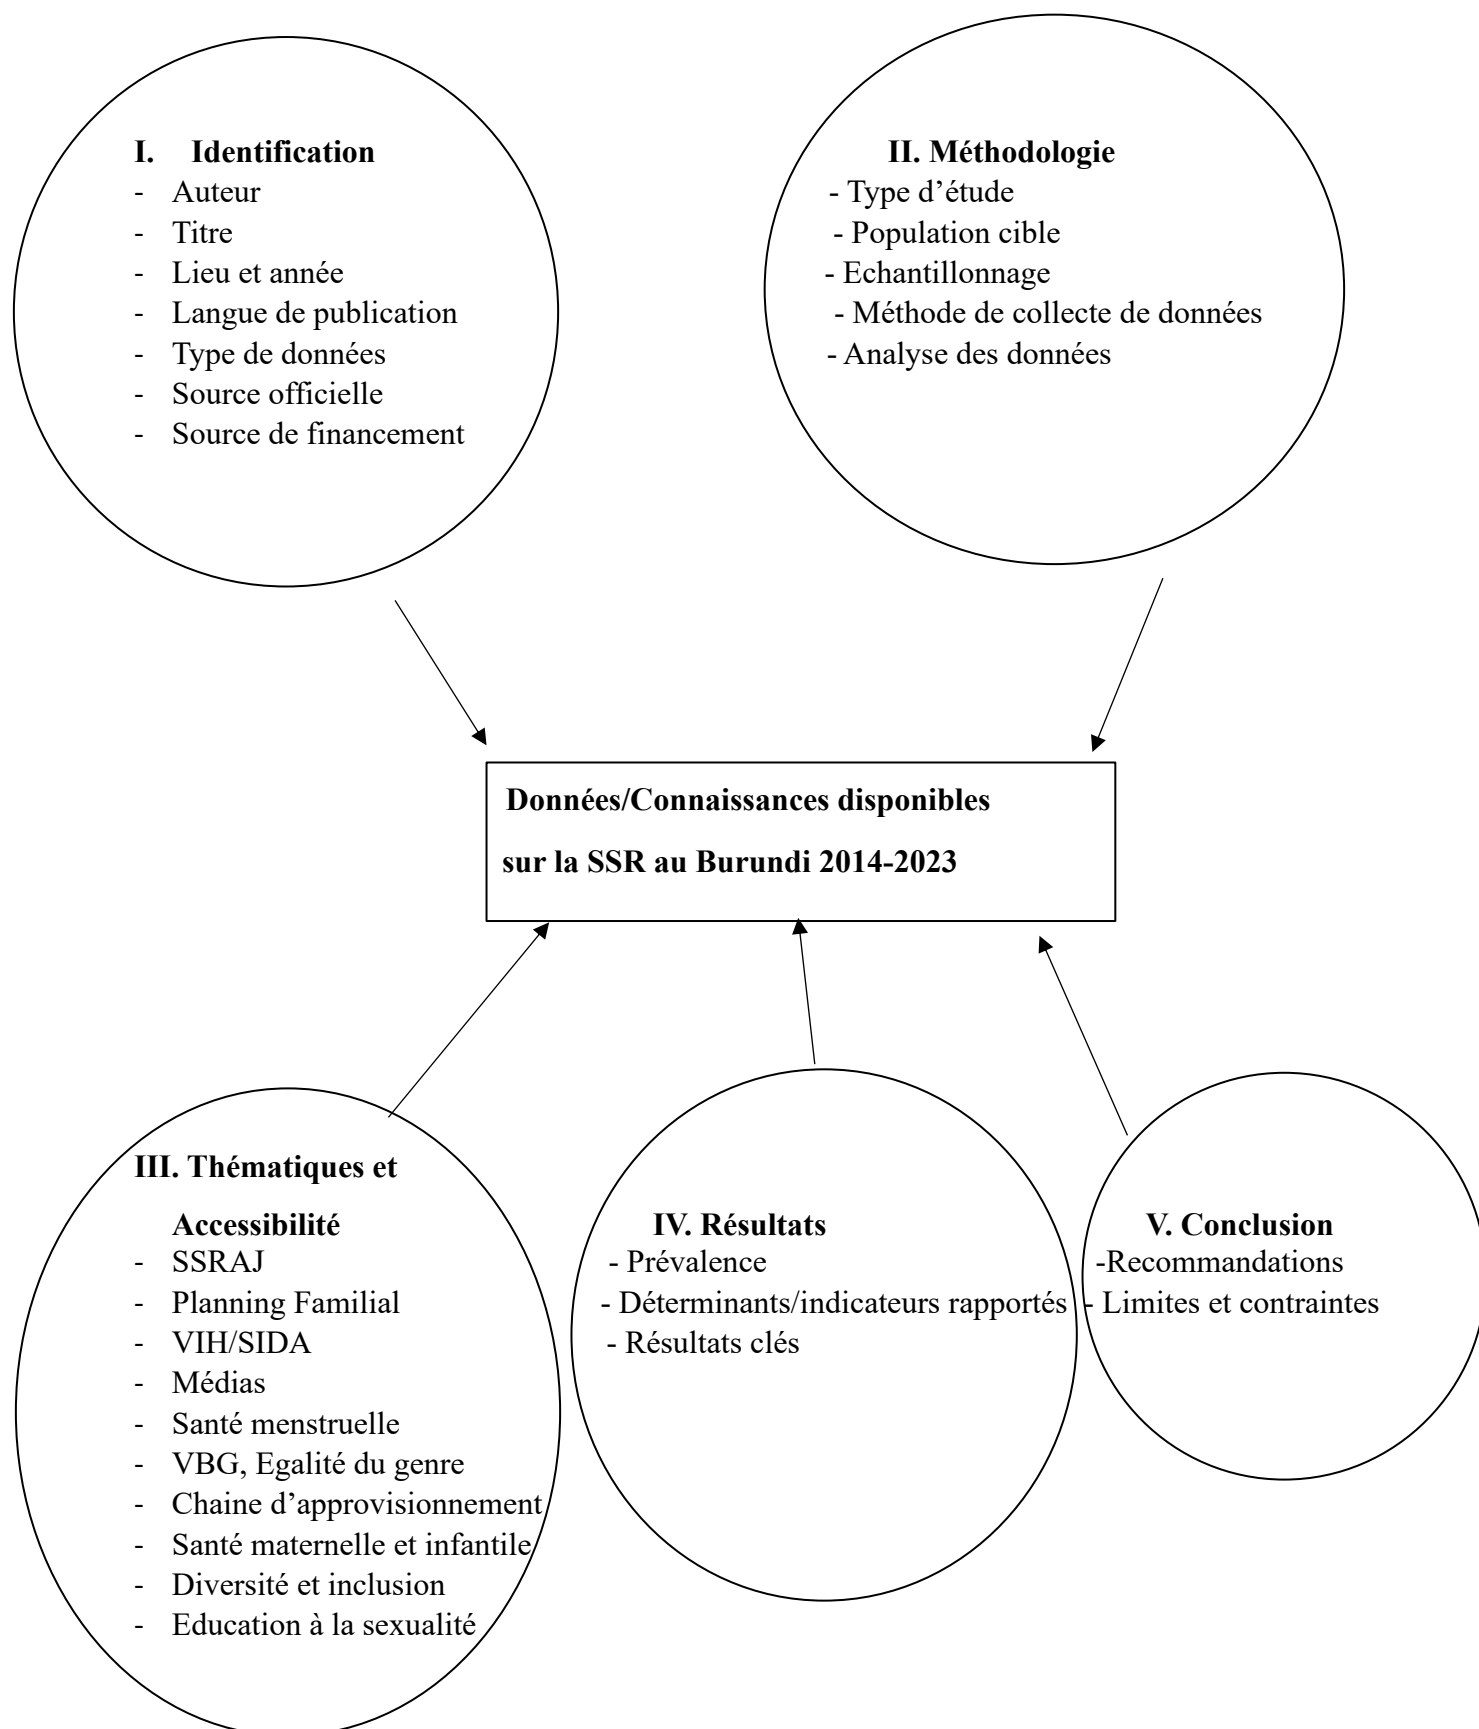 I. Identification
- Auteur
- Titre
- Lieu et année
- Langue de publication
- Type de données
- Source officielle
- Source de financement
II. Méthodologie
- Type d’étude
- Population cible
- Echantillonnage
- Méthode de collecte de données
- Analyse des données
Données/Connaissances disponibles
sur la SSR au Burundi 2014-2023
III. Thématiques et
Accessibilité
- SSRAJ
- Planning Familial
- VIH/SIDA
- Médias
- Santé menstruelle
- VBG, Egalité du genre
- Chaine d’approvisionnement
- Santé maternelle et infantile
- Diversité et inclusion
- Education à la sexualité
IV. Résultats
- Prévalence
- Déterminants/indicateurs rapportés
- Résultats clés
V. Conclusion
-Recommandations
- Limites et contraintes